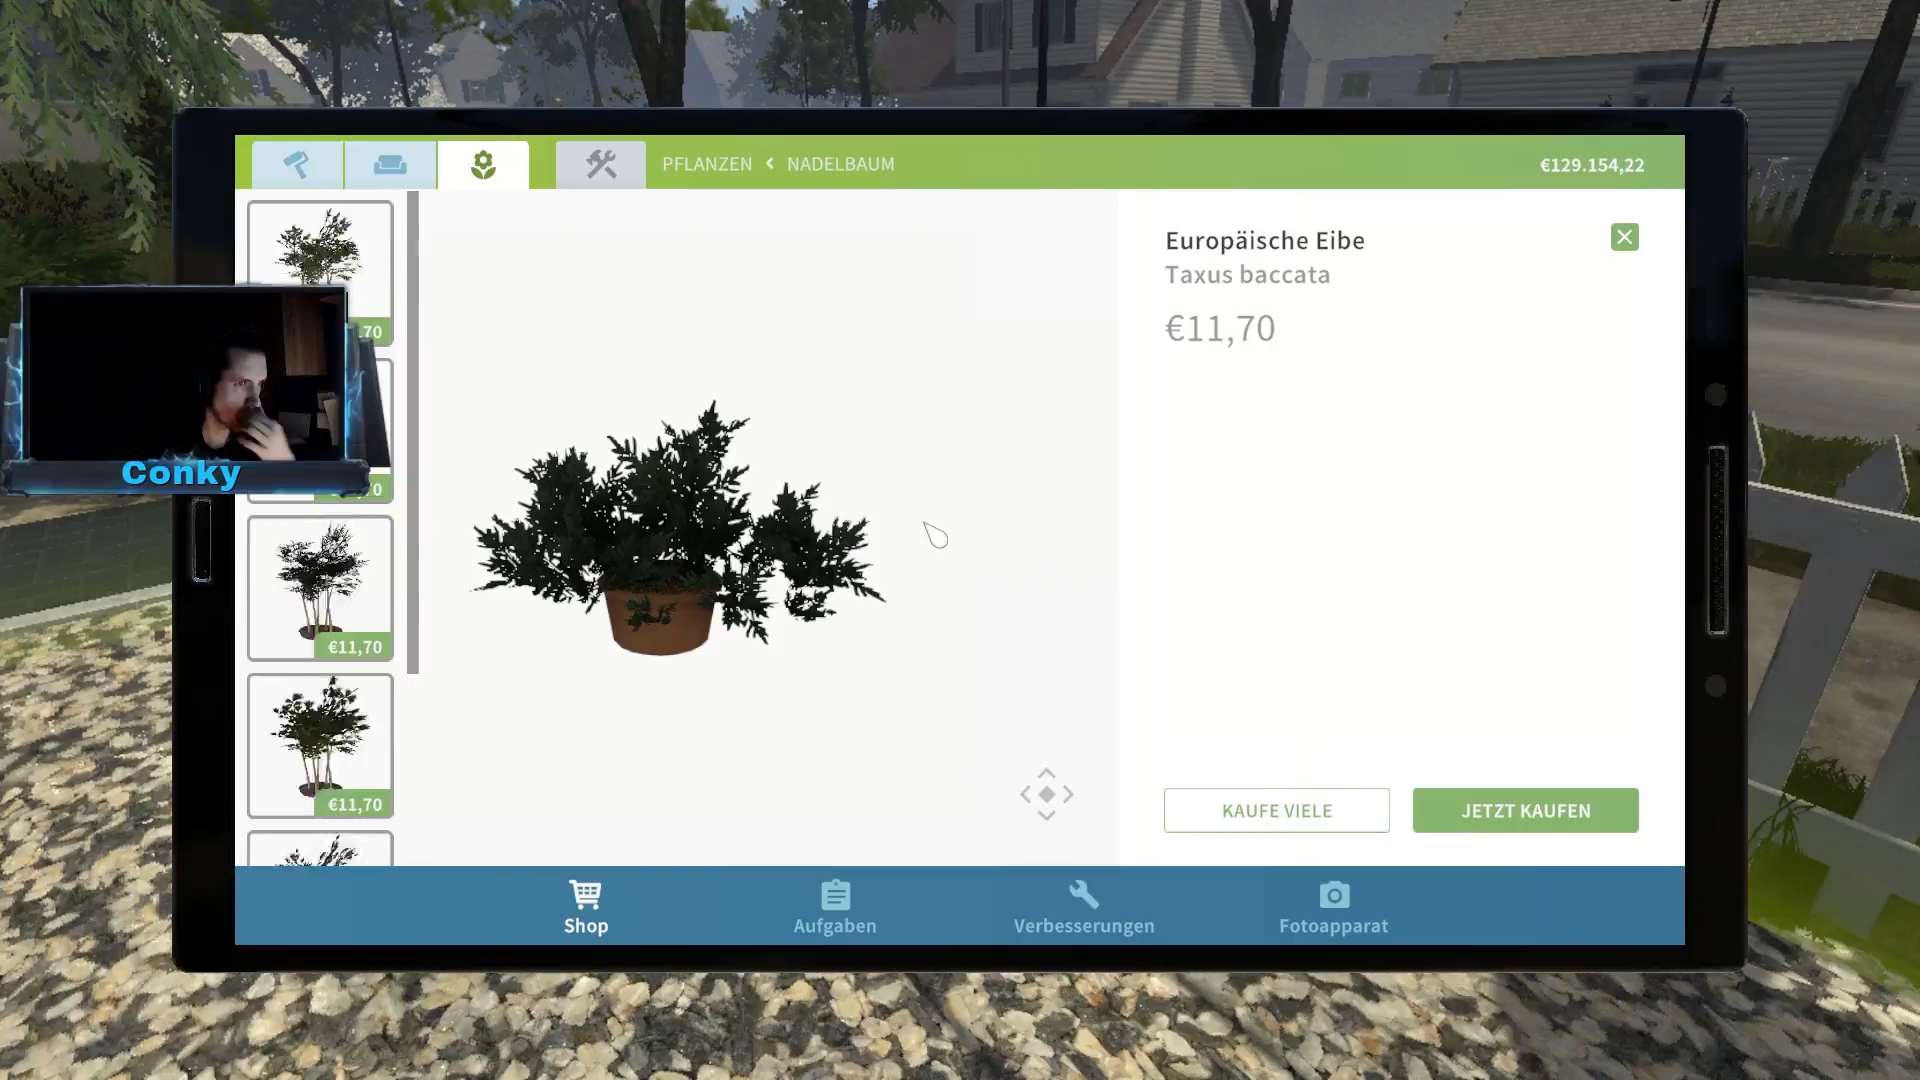 PFLANZEN < NADELBAUM
€129.154,22
Europäische Eibe
Taxus baccata
€11,70
.70
Conky
€11,70
€11,70
KAUFE VIELE
JETZT KAUFEN
Shop
Aufgaben
Verbesserungen
Fotoapparat